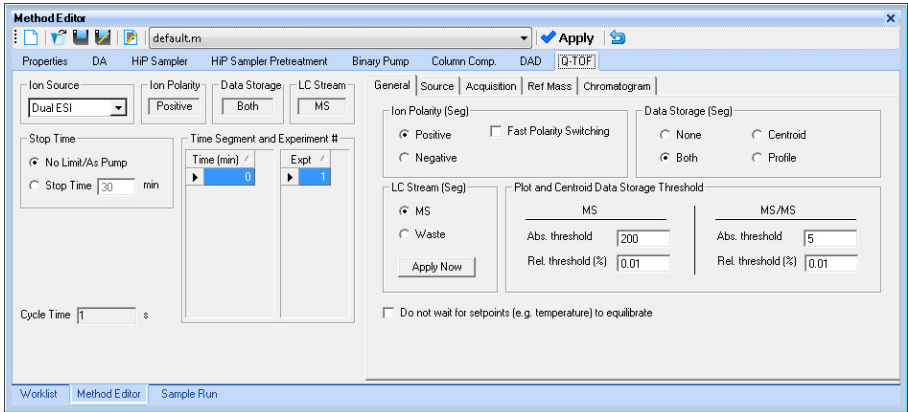 Method Editor
default.m
Apply
Properties DA HiP Sampler HiP Sampler Pretreatment Binary Pump Column Comp. DAD Q-TOF
Ion Source
Dual ESI
Ion Polarity
Positive
Data Storage
Both
LC Stream
MS
Stop Time
No Limit/As Pump
Stop Time 30 min
Time Segment and Experiment #
Time (min)
0
Expt
1
Cycle Time 1 s
General Source Acquisition Ref Mass Chromatogram
Ion Polarity (Seg)
Positive
Fast Polarity Switching
Negative
Data Storage (Seg)
None Centroid
Both Profile
LC Stream (Seg)
MS
Waste
Apply Now
Plot and Centroid Data Storage Threshold
MS
Abs. threshold 200
Rel. threshold (%) 0.01
MS/MS
Abs. threshold 5
Rel. threshold (%) 0.01
Do not wait for setpoints (e.g. temperature) to equilibrate
Worklist Method Editor Sample Run